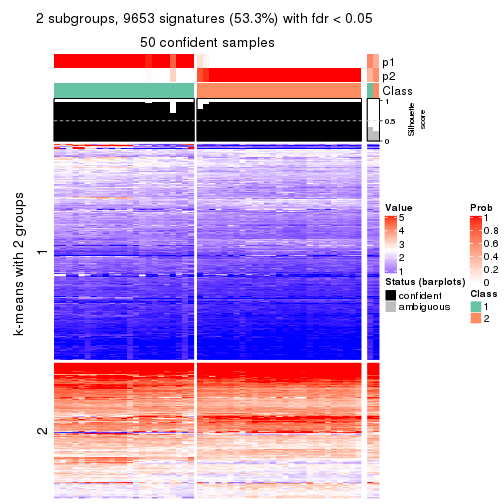 2 subgroups, 9653 signatures (53.3%) with fdr < 0.05
50 confident samples
p1
p2
Class
1
0.5
0
Silhouette
score
k-means with 2 groups
1
2
Value
5
4
3
2
1
Prob
1
0.8
0.6
0.4
0.2
0
Status (barplots)
confident
ambiguous
Class
1
2